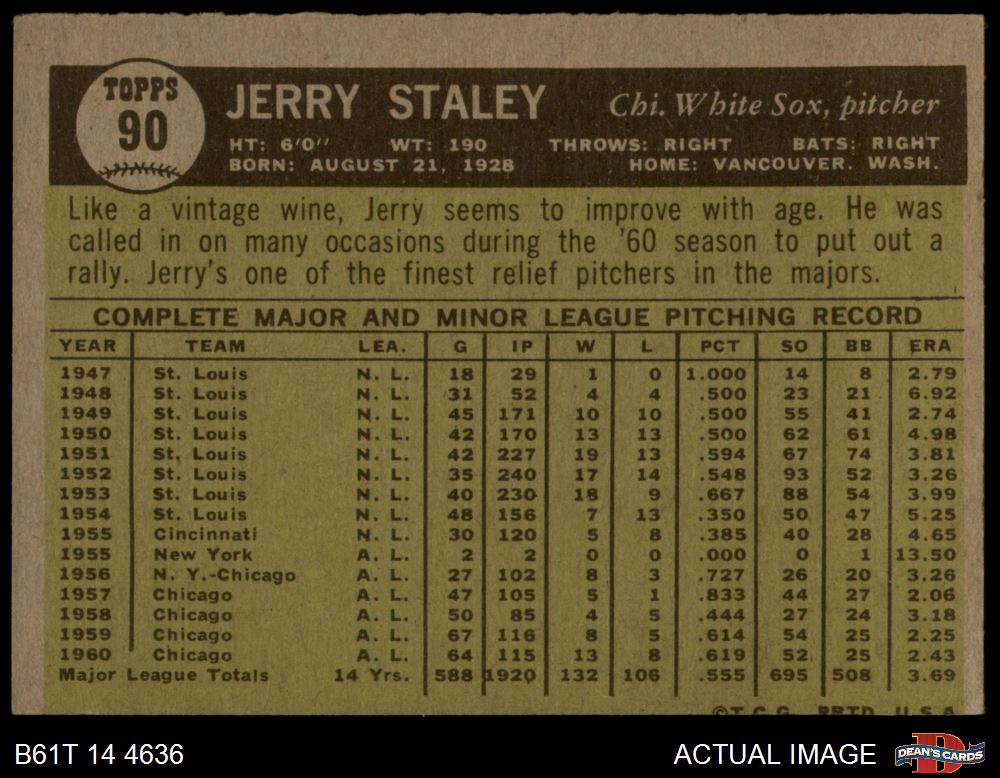 TOPPS
90
JERRY STALEY Chi. White Sox, pitcher
HT: 6'0" WT: 190 THROWS: RIGHT BATS: RIGHT
BORN: AUGUST 21, 1928 HOME: VANCOUVER. WASH.
Like a vintage wine, Jerry seems to improve with age. He was
called in on many occasions during the '60 season to put out a
rally. Jerry's one of the finest relief pitchers in the majors.
COMPLETE MAJOR AND MINOR LEAGUE PITCHING RECORD
YEAR TEAM LEA. G IP W L PCT SO BB ERA
1947 St. Louis N. L. 18 29 1 0 1.000 14 8 2.79
1948 St. Louis N. L. 31 52 4 4 .500 23 21 6.92
1949 St. Louis N. L. 45 171 10 10 .500 55 41 2.74
1950 St. Louis N. L. 42 170 13 13 .500 62 61 4.98
1951 St. Louis N. L. 42 227 19 13 .594 67 74 3.81
1952 St. Louis N. L. 35 240 17 14 .548 93 52 3.26
1953 St. Louis N. L. 40 230 18 9 .667 88 54 3.99
1954 St. Louis N. L. 48 156 7 13 .350 50 47 5.25
1955 Cincinnati N. L. 30 120 5 8 .385 40 28 4.65
1955 New York A. L. 2 2 0 0 .000 0 1 13.50
1956 N. Y.-Chicago A. L. 27 102 8 3 .727 26 20 3.26
1957 Chicago A. L. 47 105 5 1 .833 44 27 2.06
1958 Chicago A. L. 50 85 4 5 .444 27 24 3.18
1959 Chicago A. L. 67 116 8 5 .614 54 25 2.25
1960 Chicago A. L. 64 115 13 8 .619 52 25 2.43
Major League Totals 14 Yrs. 588 1920 132 106 .555 695 508 3.69
©T. C. G. PRTD. U. S. A.
B61T 14 4636 ACTUAL IMAGE DEAN'S CARDS